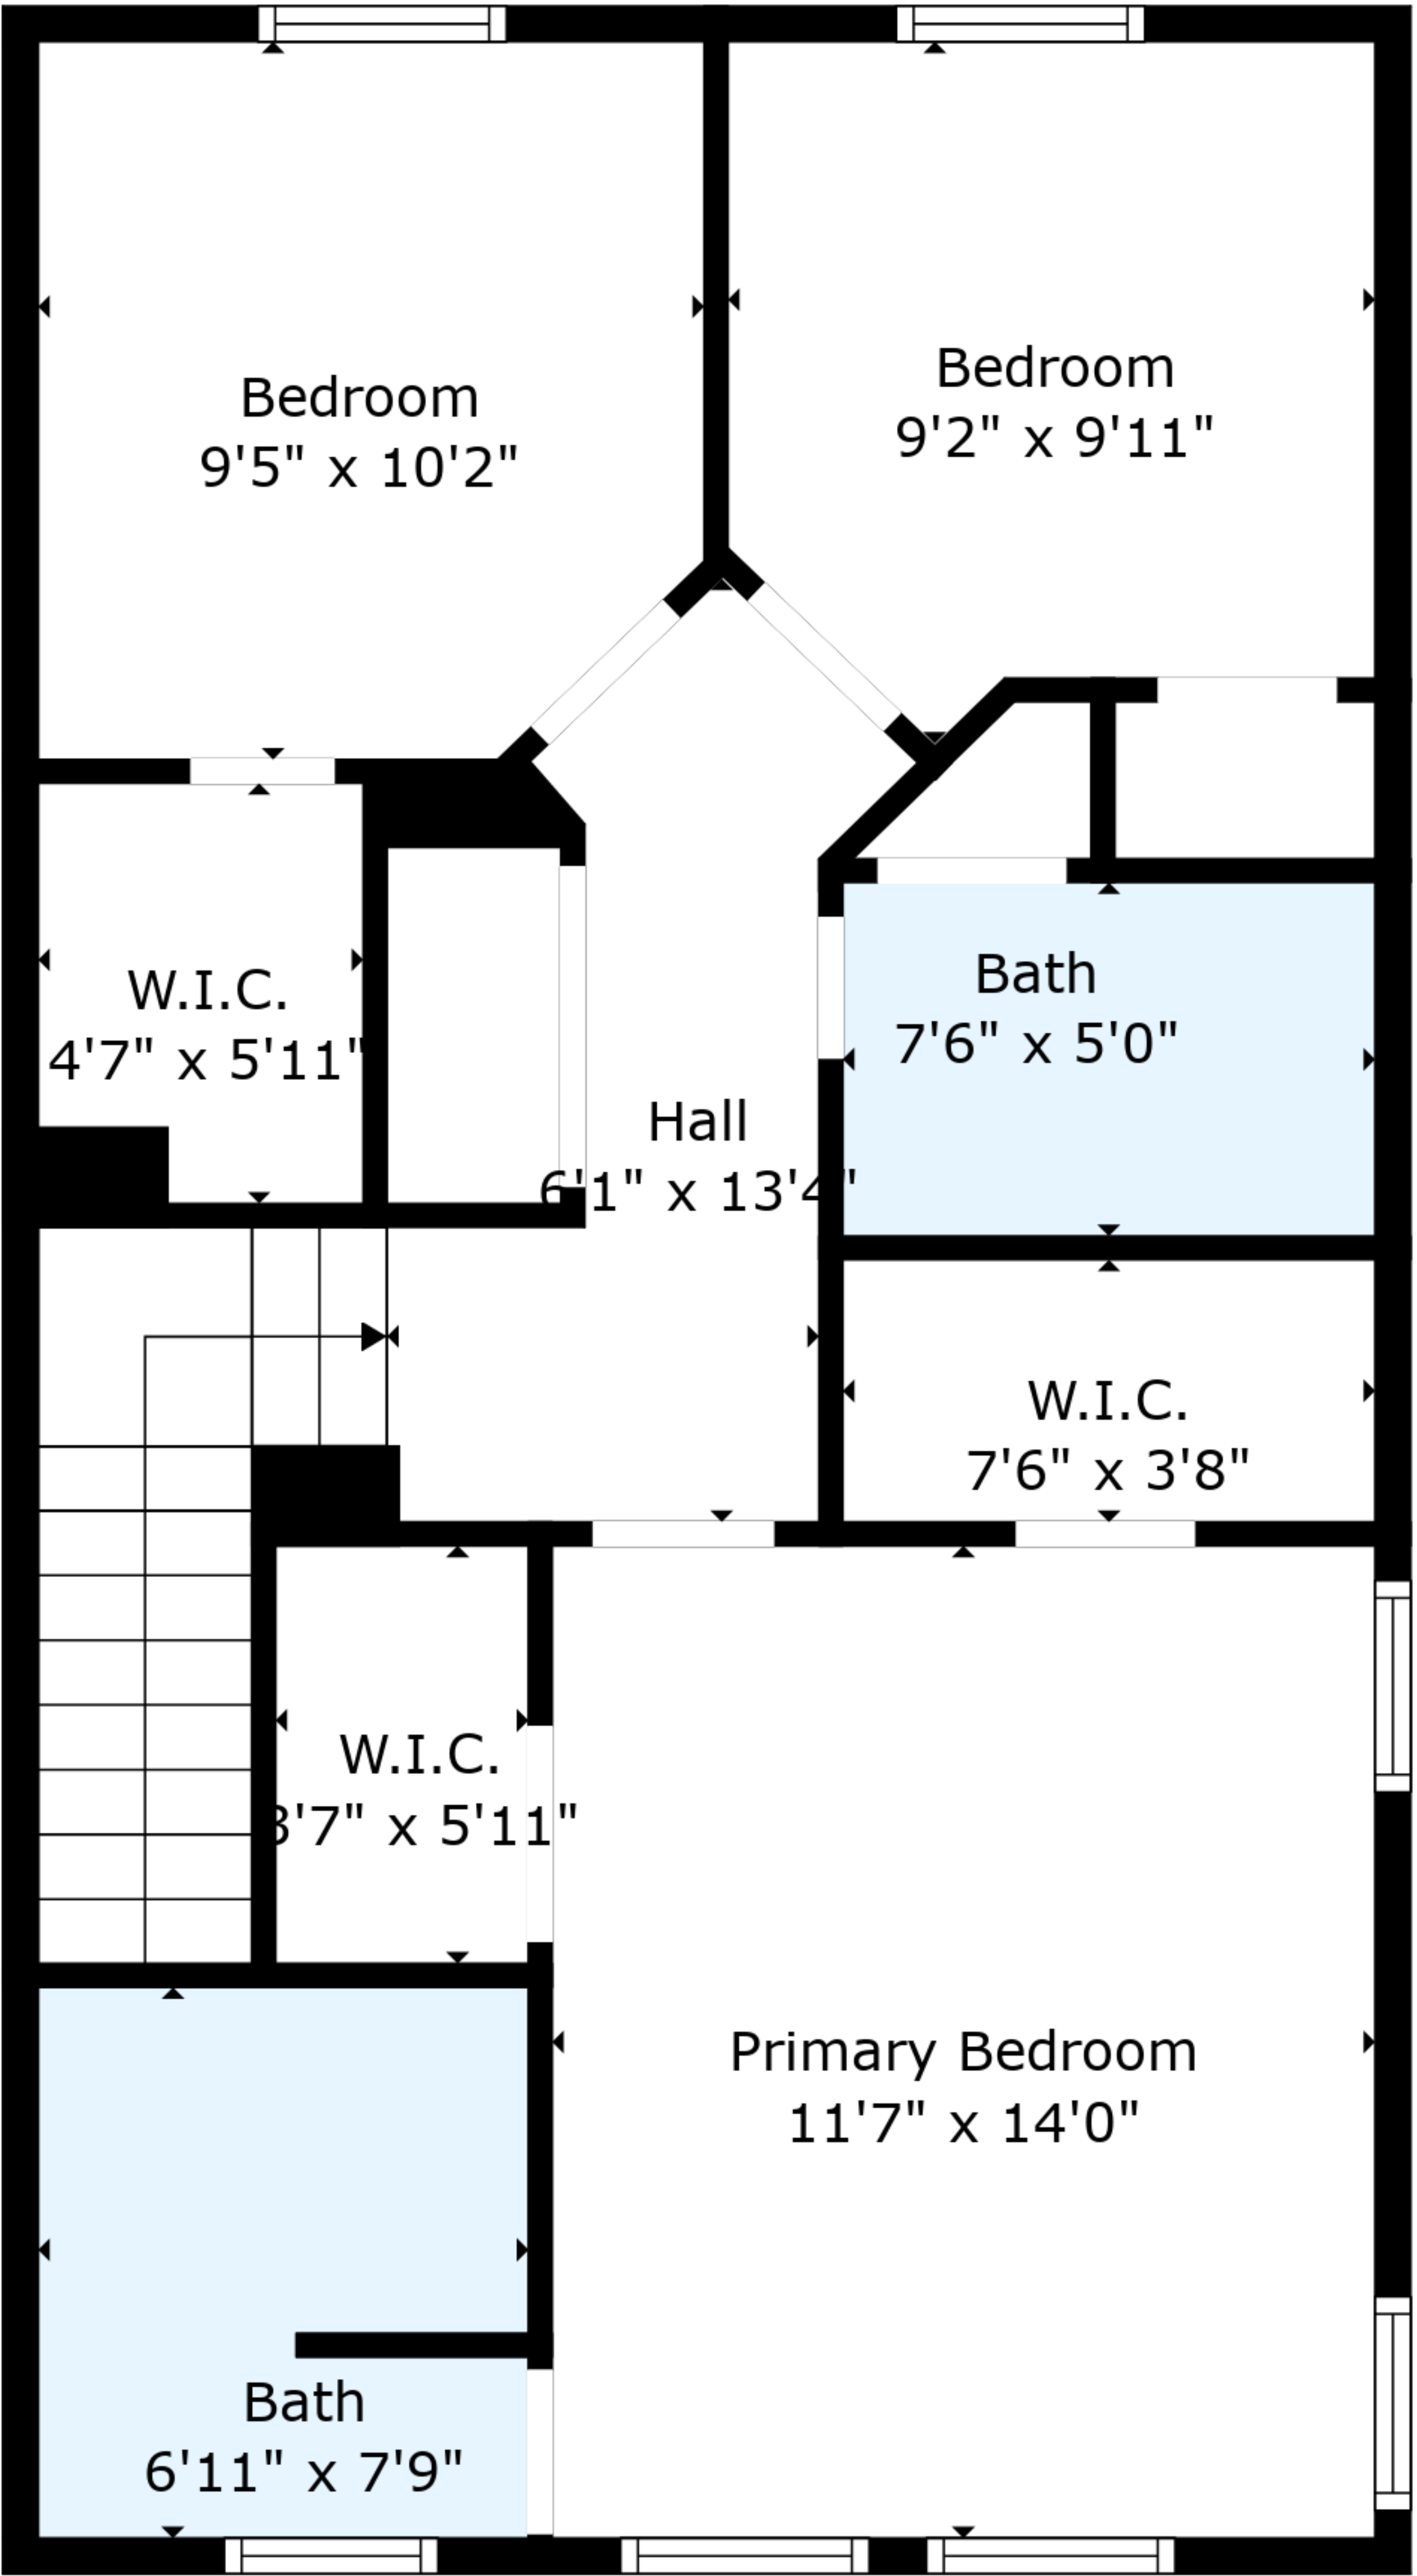 Bedroom
9'5" x 10'2"
Bedroom
9'2" x 9'11"
W.I.C.
4'7" x 5'11"
Bath
7'6" x 5'0"
Hall
6'1" x 13'4"
W.I.C.
7'6" x 3'8"
W.I.C.
3'7" x 5'11"
Primary Bedroom
11'7" x 14'0"
Bath
6'11" x 7'9"